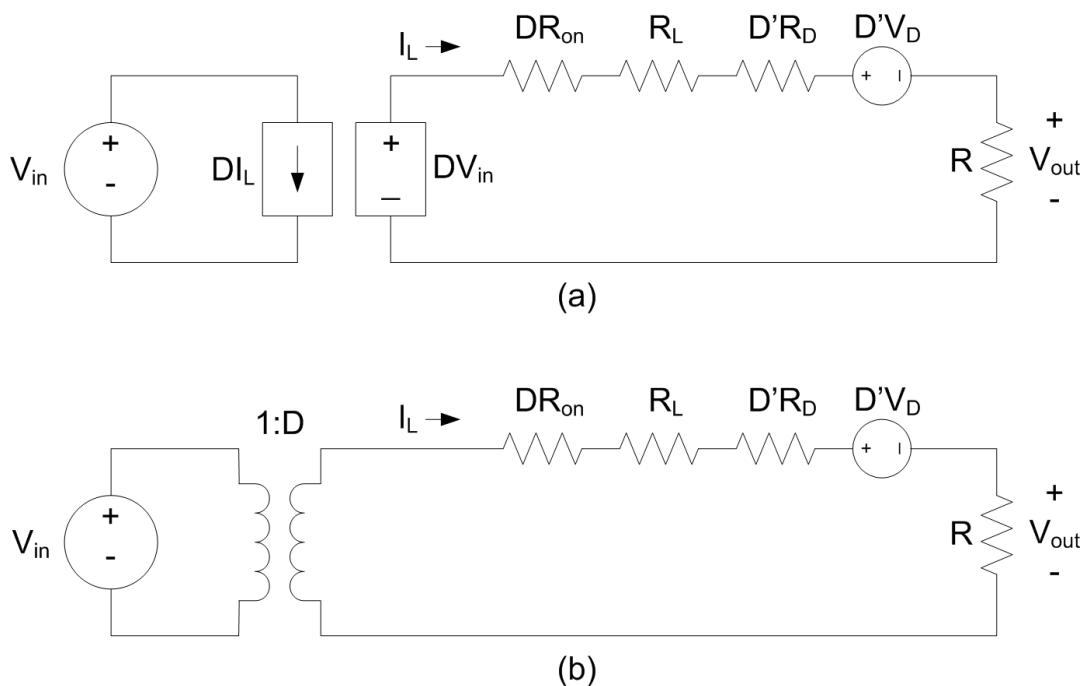 I_L DR_on R_L D'R_D D'V_D
+ -
+ - V_in
DI_L
+ - DV_in
R
+ V_out -
(a)
1:D
I_L DR_on R_L D'R_D D'V_D
+ -
+ - V_in
R
+ V_out -
(b)